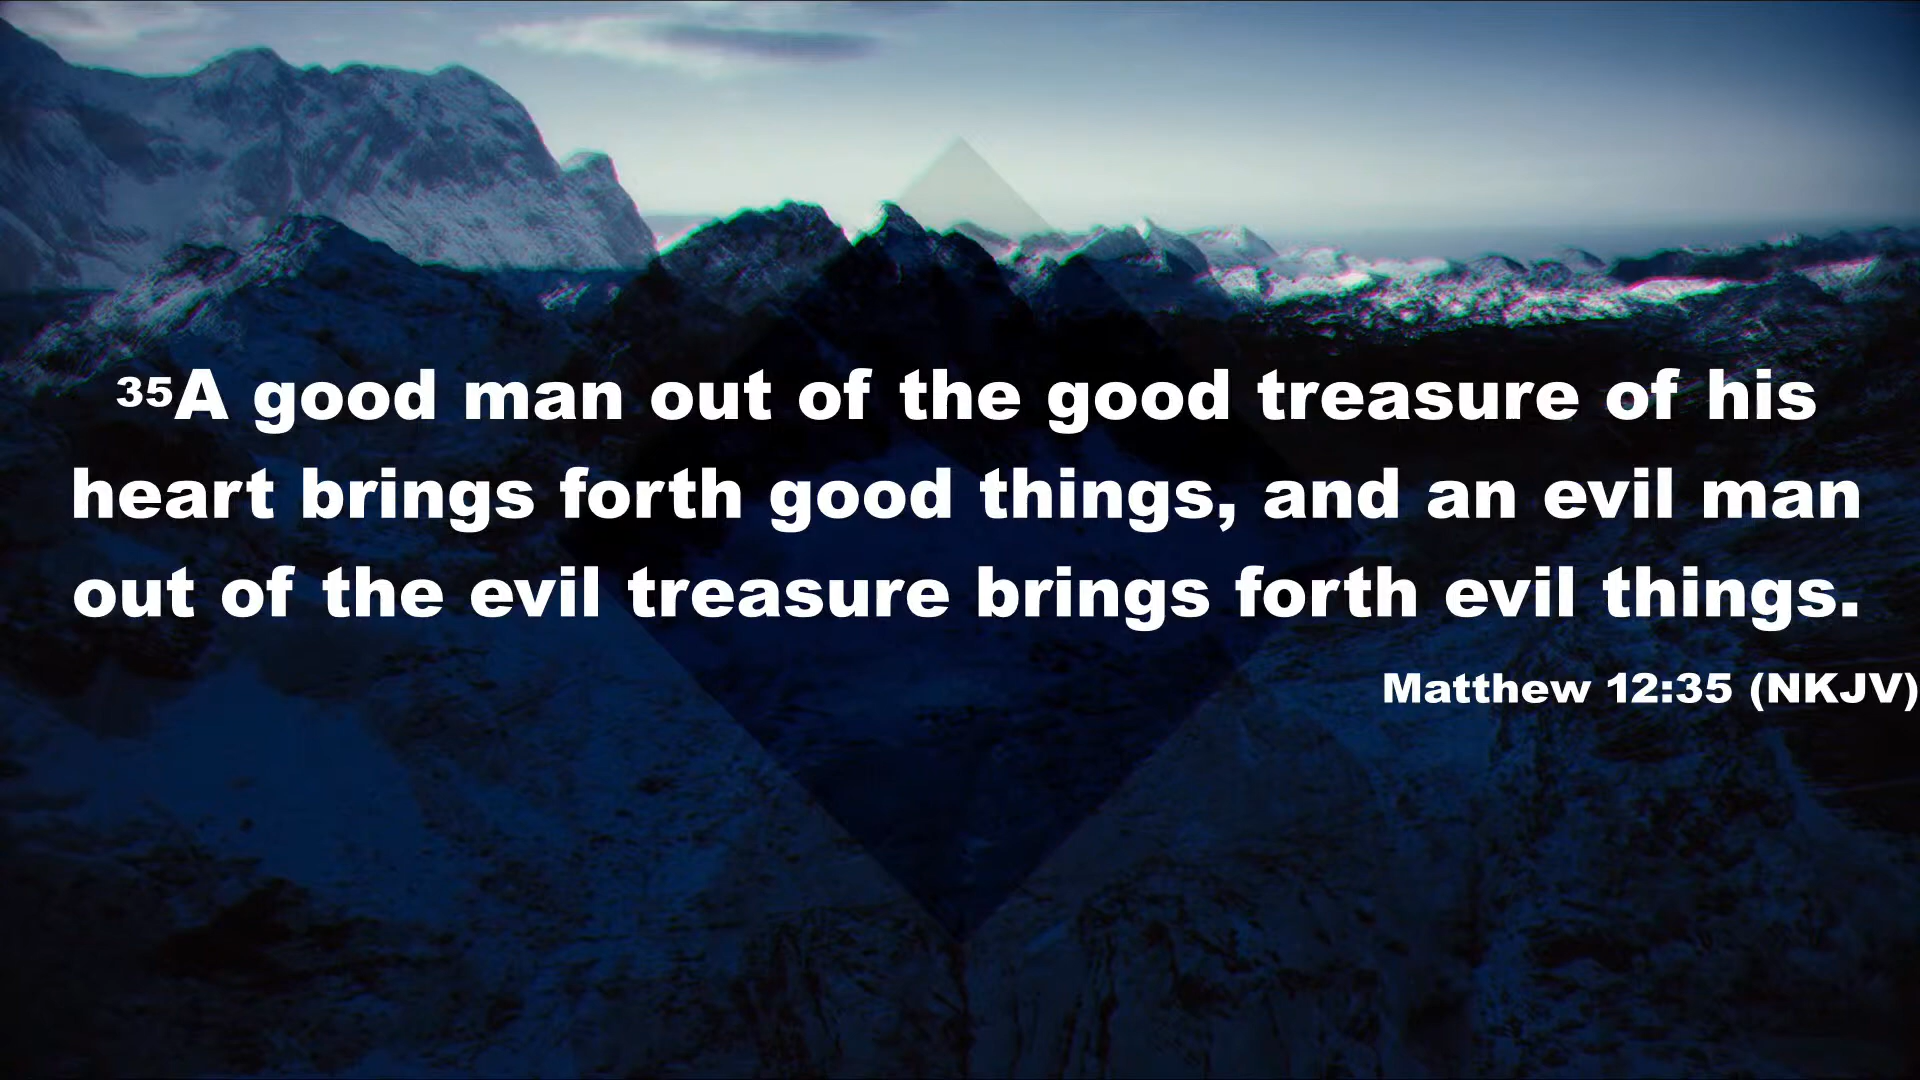 35A good man out of the good treasure of his
heart brings forth good things, and an evil man
out of the evil treasure brings forth evil things.
Matthew 12:35 (NKJV)